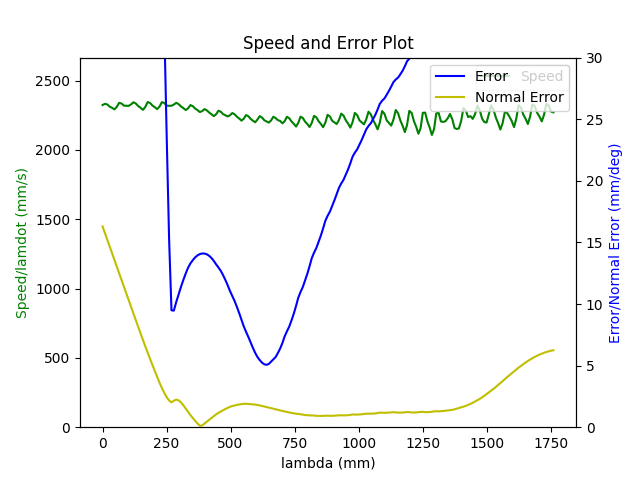 Speed and Error Plot
Speed/lamdot (mm/s)
2500
2000
1500
1000
500
0
Error
Speed
Normal Error
30
25
20
15
10
5
0
Error/Normal Error (mm/deg)
0 250 500 750 1000 1250 1500 1750
lambda (mm)